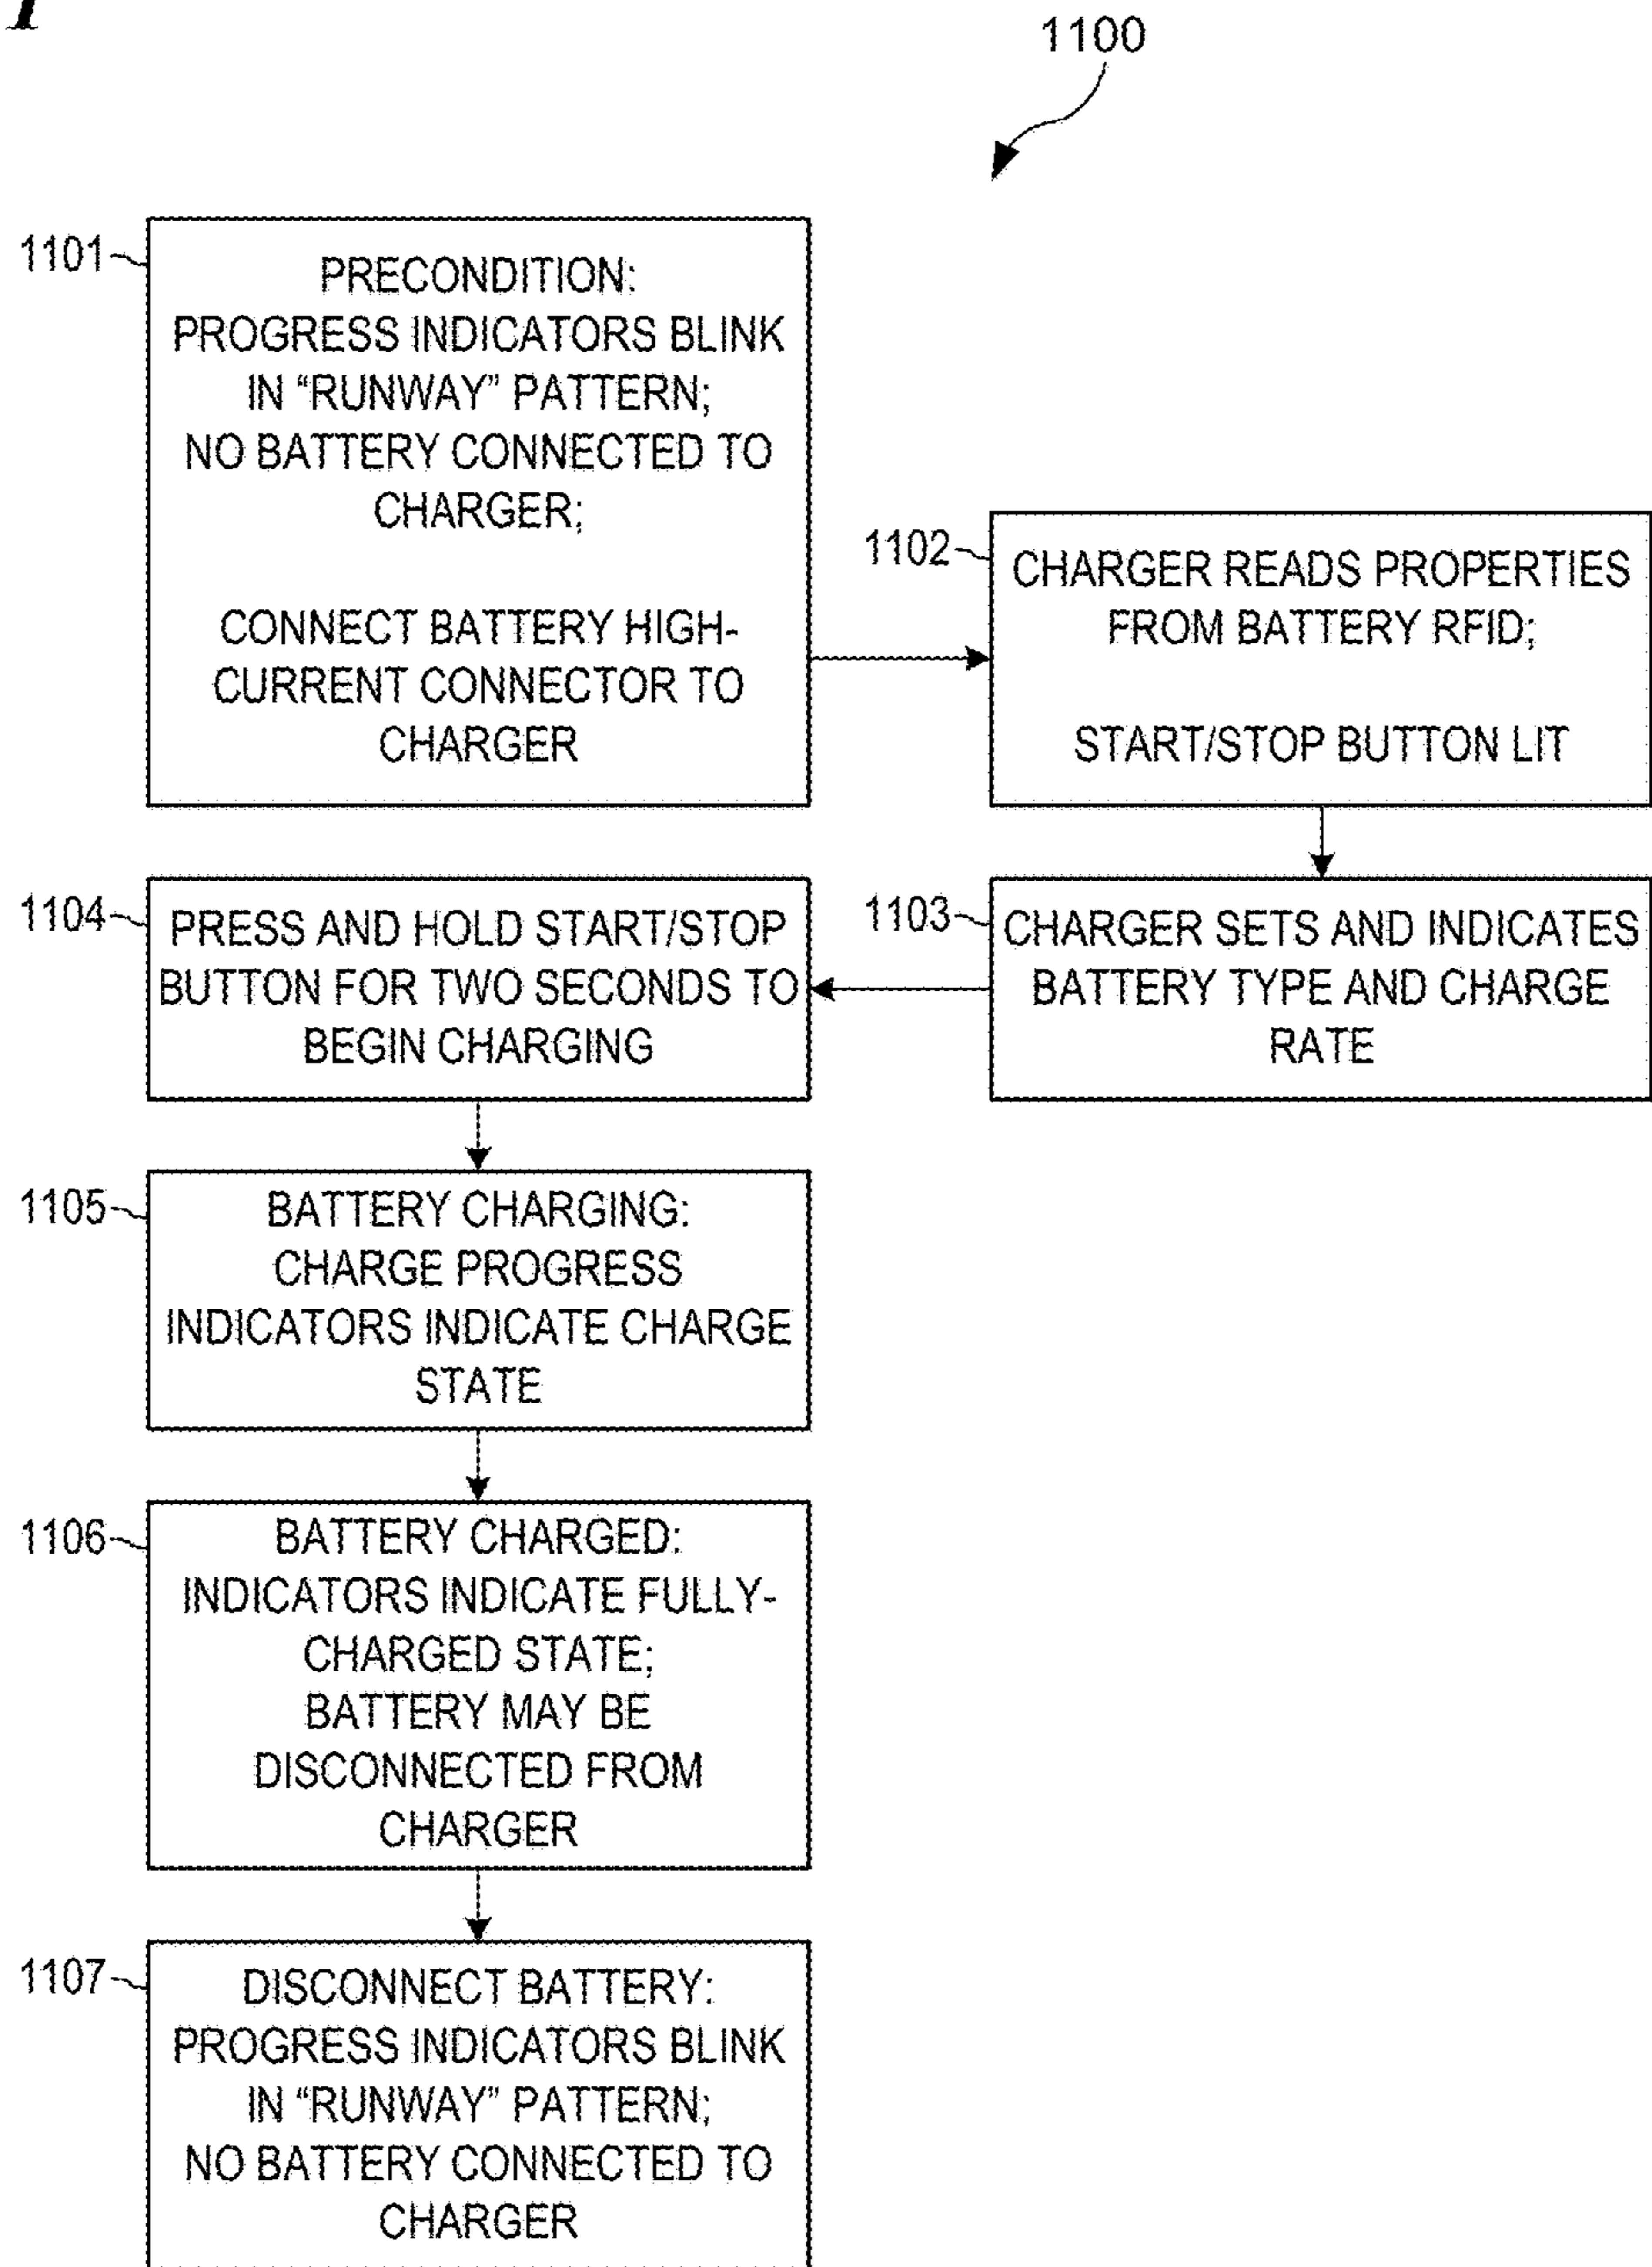 1100
1101
PRECONDITION:
PROGRESS INDICATORS BLINK
IN “RUNWAY” PATTERN;
NO BATTERY CONNECTED TO
CHARGER;
CONNECT BATTERY HIGH-
CURRENT CONNECTOR TO
CHARGER
1102
CHARGER READS PROPERTIES
FROM BATTERY RFID;
START/STOP BUTTON LIT
1103
CHARGER SETS AND INDICATES
BATTERY TYPE AND CHARGE
RATE
1104
PRESS AND HOLD START/STOP
BUTTON FOR TWO SECONDS TO
BEGIN CHARGING
1105
BATTERY CHARGING:
CHARGE PROGRESS
INDICATORS INDICATE CHARGE
STATE
1106
BATTERY CHARGED:
INDICATORS INDICATE FULLY-
CHARGED STATE;
BATTERY MAY BE
DISCONNECTED FROM
CHARGER
1107
DISCONNECT BATTERY:
PROGRESS INDICATORS BLINK
IN “RUNWAY” PATTERN;
NO BATTERY CONNECTED TO
CHARGER